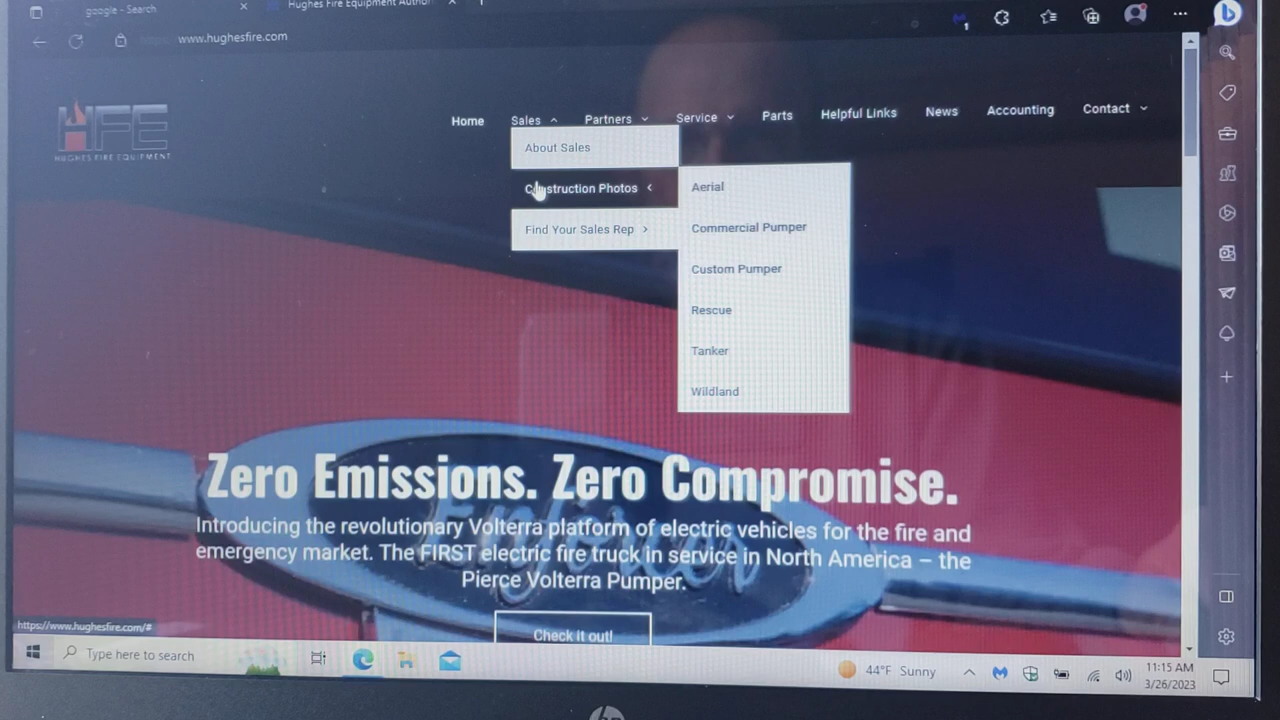 google - Search
Hughes Fire Equipment Author
www.hughesfire.com
HFE
HUGHES FIRE EQUIPMENT
Home Sales Partners Service Parts Helpful Links News Accounting Contact
About Sales
Construction Photos
Find Your Sales Rep
Aerial
Commercial Pumper
Custom Pumper
Rescue
Tanker
Wildland
Enforcer
Zero Emissions. Zero Compromise.
Introducing the revolutionary Volterra platform of electric vehicles for the fire and
emergency market. The FIRST electric fire truck in service in North America – the
Pierce Volterra Pumper.
Check it out!
https://www.hughesfire.com/#
Type here to search
44°F Sunny
11:15 AM
3/26/2023
hp